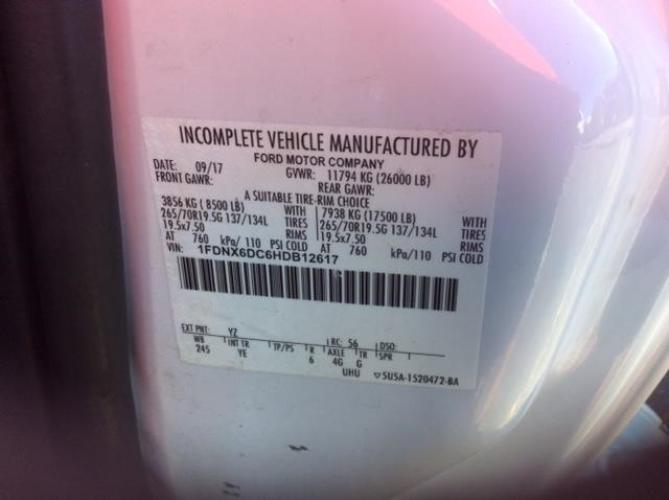 INCOMPLETE VEHICLE MANUFACTURED BY
FORD MOTOR COMPANY
DATE: 09/17 GVWR: 11794 KG (26000 LB)
FRONT GAWR: REAR GAWR:
A SUITABLE TIRE-RIM CHOICE
3856 KG ( 8500 LB) WITH 7938 KG (17500 LB) WITH
265/70R19.5G 137/134L TIRES 265/70R19.5G 137/134L TIRES
19.5x7.50 RIMS 19.5x7.50 RIMS
AT 760 kPa/ 110 PSI COLD AT 760 kPa/ 110 PSI COLD
VIN: 1FDNX6DC6HDB12617
EXT PNT: YZ RC: 56 DSO:
WB INT TR TP/PS R AXLE TR SPR
245 YE 6 4G G
UHU ▽5U5A-1520472-BA